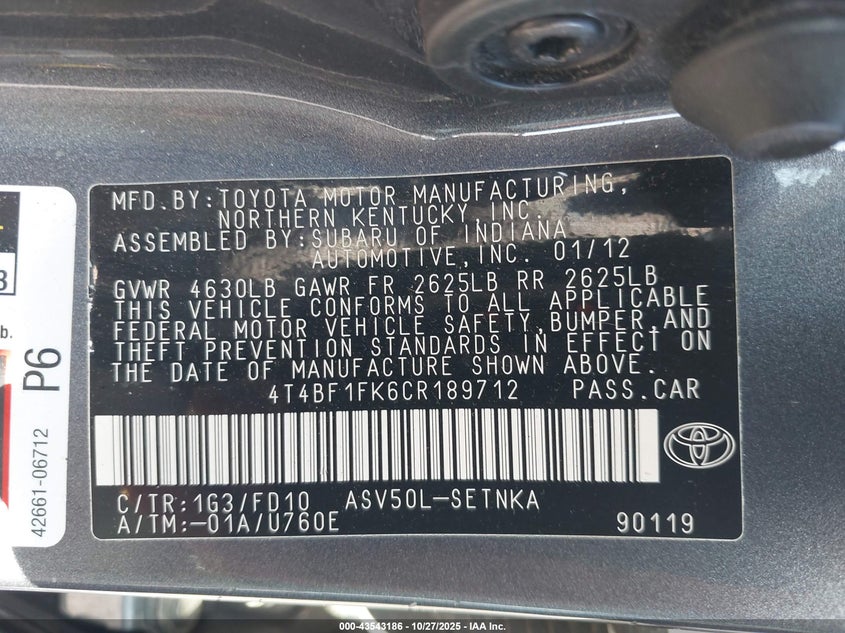 MFD.BY:TOYOTA MOTOR MANUFACTURING,
NORTHERN KENTUCKY, INC.
ASSEMBLED BY:SUBARU OF INDIANA
AUTOMOTIVE,INC. 01/12
GVWR 4630LB GAWR FR 2625LB RR 2625LB
THIS VEHICLE CONFORMS TO ALL APPLICABLE
FEDERAL MOTOR VEHICLE SAFETY,BUMPER,AND
THEFT PREVENTION STANDARDS IN EFFECT ON
THE DATE OF MANUFACTURE SHOWN ABOVE.
4T4BF1FK6CR189712 PASS.CAR
C/TR:1G3/FD10 ASV50L-SETNKA
A/TM:-01A/U760E 90119
3
b.
P6
42661-06712
000-43543186 - 10/27/2025 - IAA Inc.